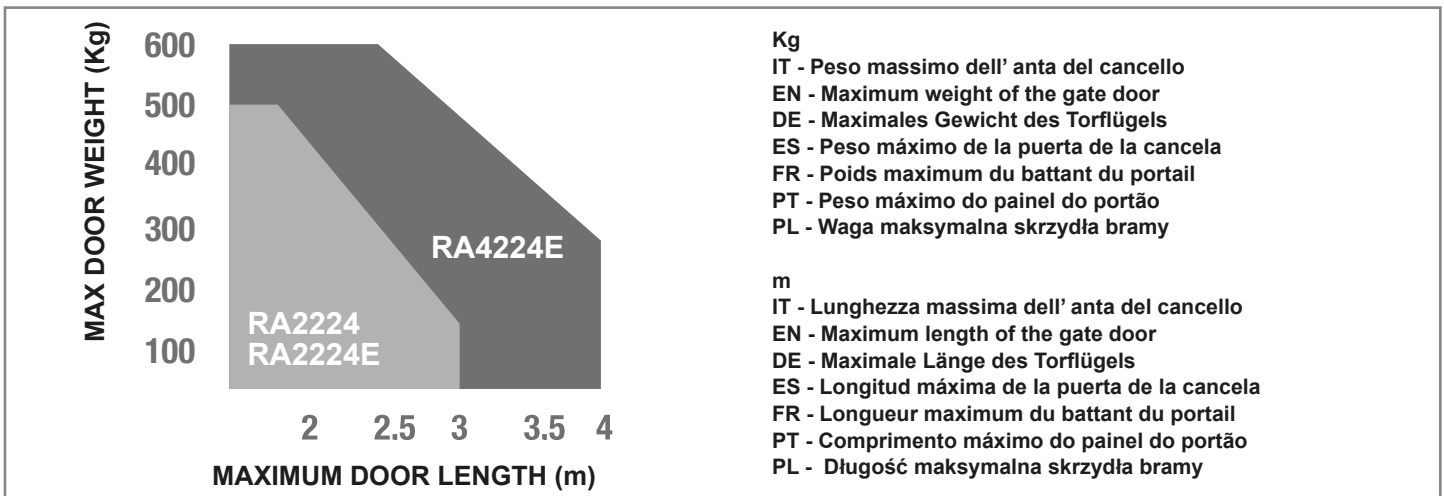 MAX DOOR WEIGHT (Kg)
600
500
400
300
200
100
RA4224E
RA2224
RA2224E
2 2.5 3 3.5 4
MAXIMUM DOOR LENGTH (m)
Kg
IT - Peso massimo dell’ anta del cancello
EN - Maximum weight of the gate door
DE - Maximales Gewicht des Torflügels
ES - Peso máximo de la puerta de la cancela
FR - Poids maximum du battant du portail
PT - Peso máximo do painel do portão
PL - Waga maksymalna skrzydła bramy
m
IT - Lunghezza massima dell’ anta del cancello
EN - Maximum length of the gate door
DE - Maximale Länge des Torflügels
ES - Longitud máxima de la puerta de la cancela
FR - Longueur maximum du battant du portail
PT - Comprimento máximo do painel do portão
PL - Długość maksymalna skrzydła bramy